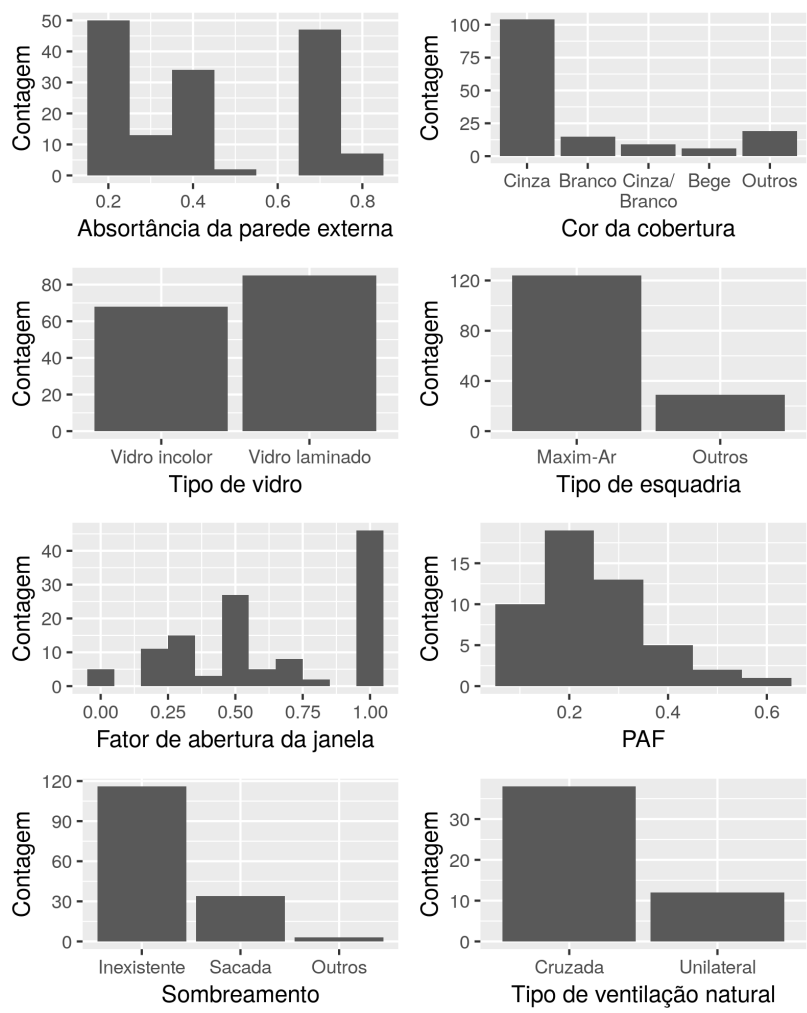 Contagem
50
40
30
20
10
0
0.2 0.4 0.6 0.8
Absortância da parede externa
Contagem
100
75
50
25
0
Cinza Branco Cinza/ Bege Outros
Branco
Cor da cobertura
Contagem
80
60
40
20
0
Vidro incolor Vidro laminado
Tipo de vidro
Contagem
120
80
40
0
Maxim-Ar Outros
Tipo de esquadria
Contagem
40
30
20
10
0
0.00 0.25 0.50 0.75 1.00
Fator de abertura da janela
Contagem
15
10
5
0
0.2 0.4 0.6
PAF
Contagem
120
90
60
30
0
Inexistente Sacada Outros
Sombreamento
Contagem
30
20
10
0
Cruzada Unilateral
Tipo de ventilação natural